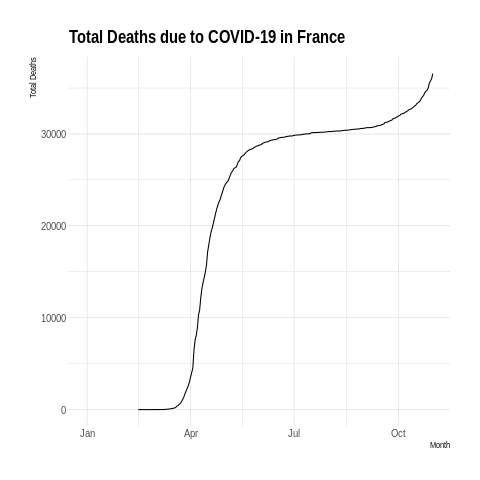 Total Deaths due to COVID-19 in France
Total Deaths
30000
20000
10000
0
Jan Apr Jul Oct
Month